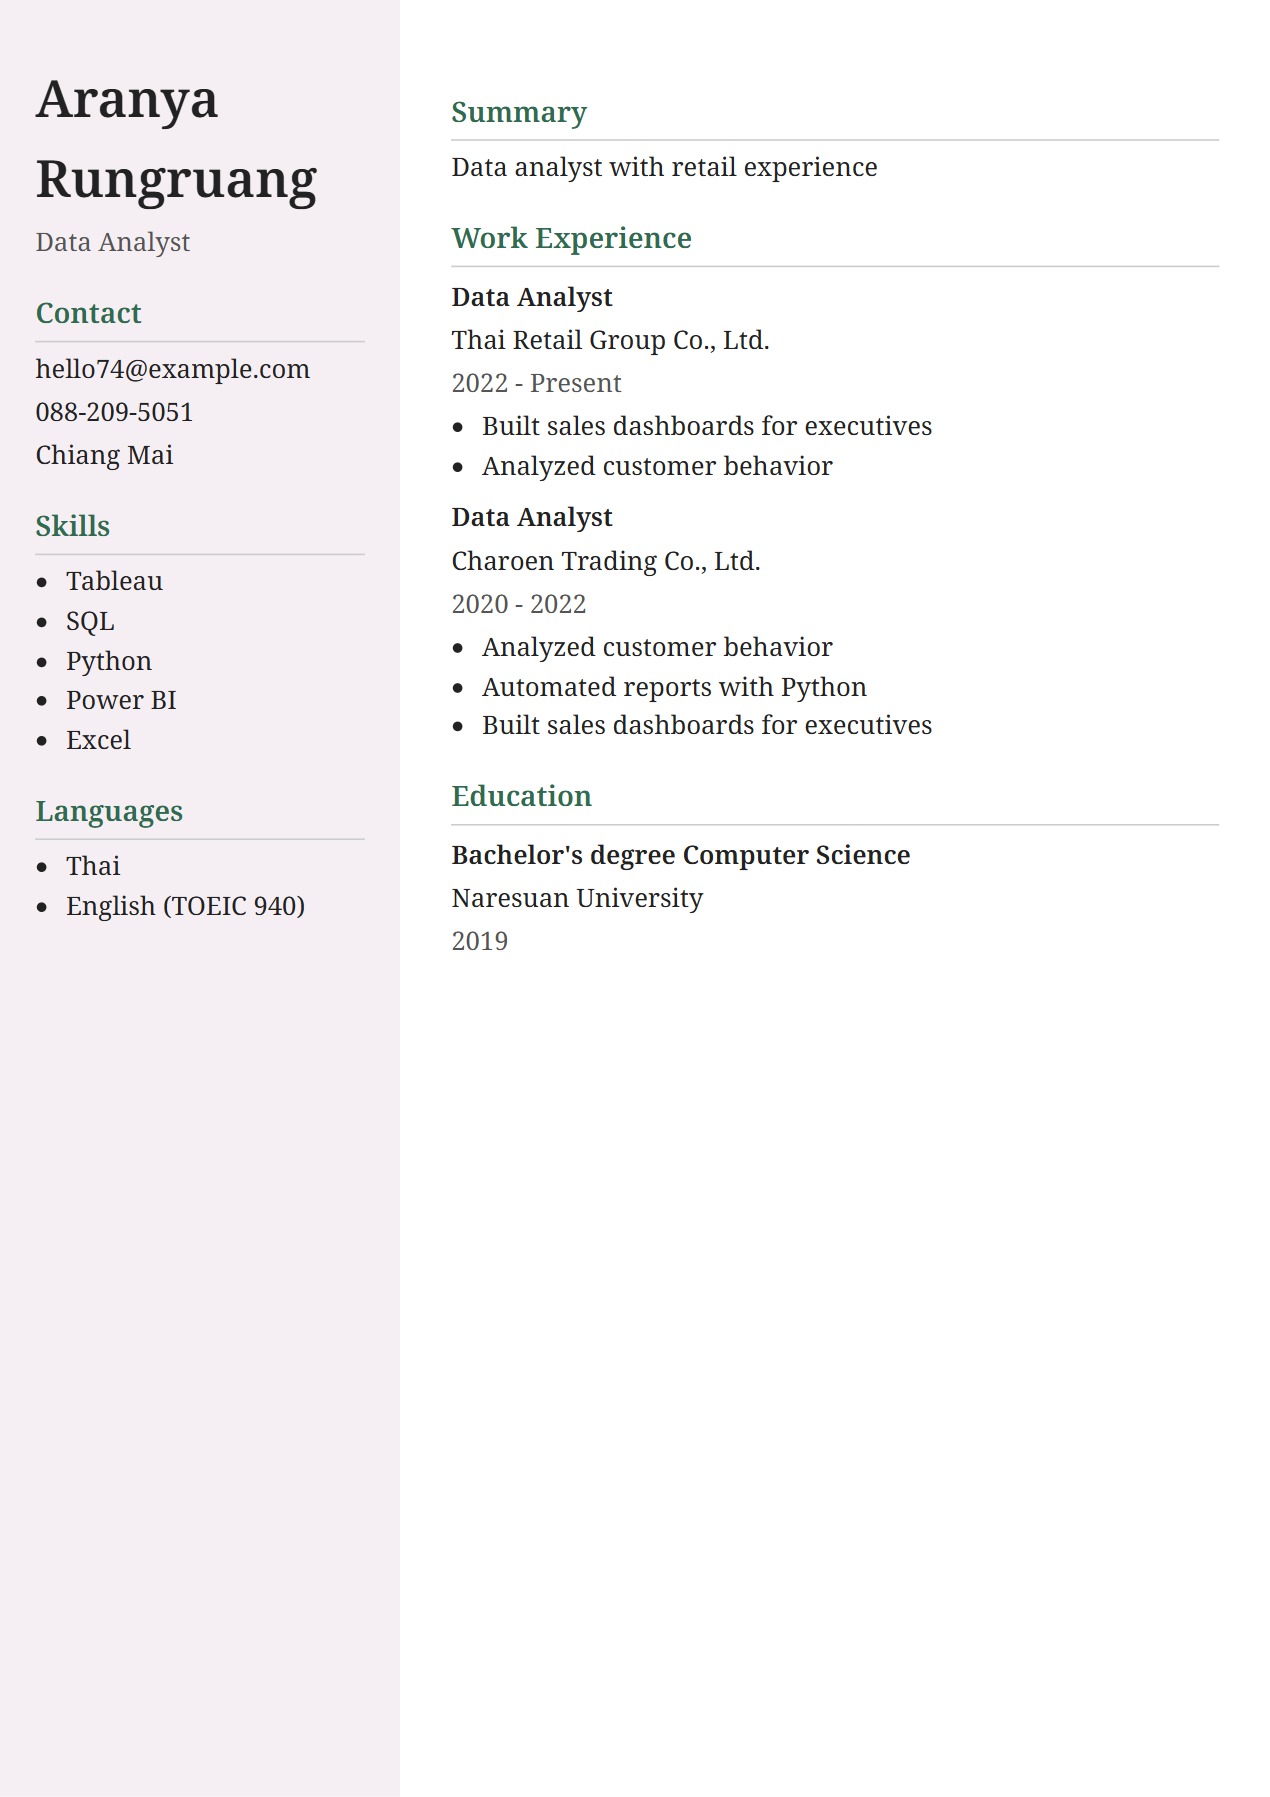 Aranya
Rungruang
Data Analyst
Contact
hello74@example.com
088-209-5051
Chiang Mai
Skills
• Tableau
• SQL
• Python
• Power BI
• Excel
Languages
• Thai
• English (TOEIC 940)
Summary
Data analyst with retail experience
Work Experience
Data Analyst
Thai Retail Group Co., Ltd.
2022 - Present
• Built sales dashboards for executives
• Analyzed customer behavior
Data Analyst
Charoen Trading Co., Ltd.
2020 - 2022
• Analyzed customer behavior
• Automated reports with Python
• Built sales dashboards for executives
Education
Bachelor's degree Computer Science
Naresuan University
2019